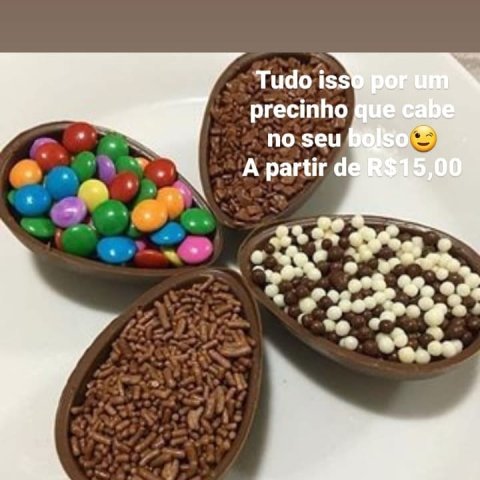 Tudo isso por um
precinho que cabe
no seu bolso😉
A partir de R$15,00